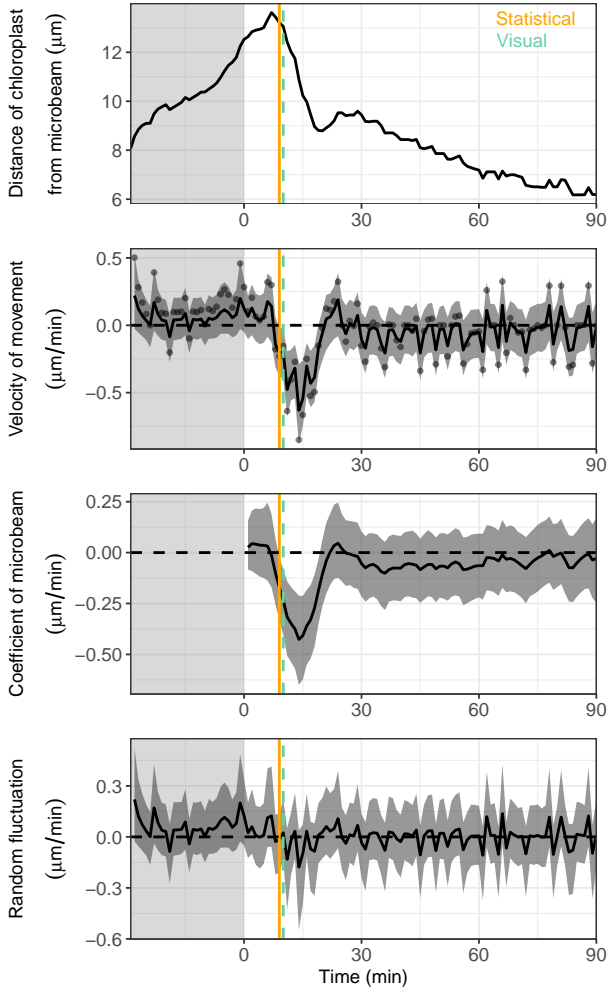 Distance of chloroplast
from microbeam (μm)
12
10
8
6
Statistical
Visual
0
30
60
90
Velocity of movement
(μm/min)
0.5
0.0
−0.5
0
30
60
90
Coefficient of microbeam
(μm/min)
0.25
0.00
−0.25
−0.50
0
30
60
90
Random fluctuation
(μm/min)
0.3
0.0
−0.3
−0.6
0
30
60
90
Time (min)